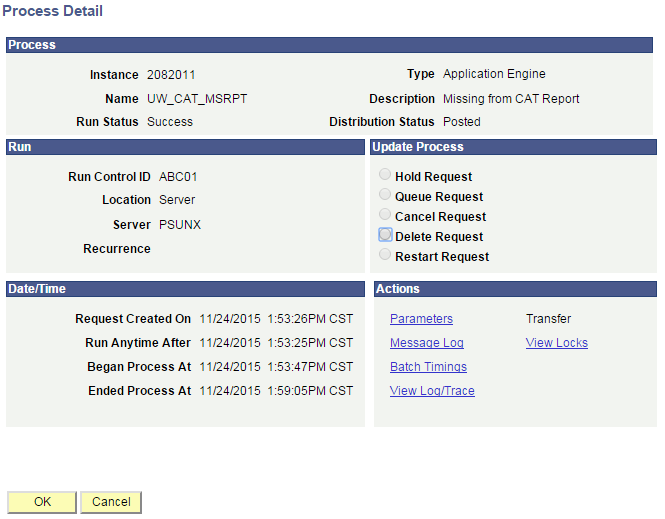 Process Detail
Process
Instance 2082011 Type Application Engine
Name UW_CAT_MSRPT Description Missing from CAT Report
Run Status Success Distribution Status Posted
Run
Run Control ID ABC01
Location Server
Server PSUNX
Recurrence
Update Process
Hold Request
Queue Request
Cancel Request
Delete Request
Restart Request
Date/Time
Request Created On 11/24/2015 1:53:26PM CST
Run Anytime After 11/24/2015 1:53:25PM CST
Began Process At 11/24/2015 1:53:47PM CST
Ended Process At 11/24/2015 1:59:05PM CST
Actions
Parameters Transfer
Message Log View Locks
Batch Timings
View Log/Trace
OK Cancel